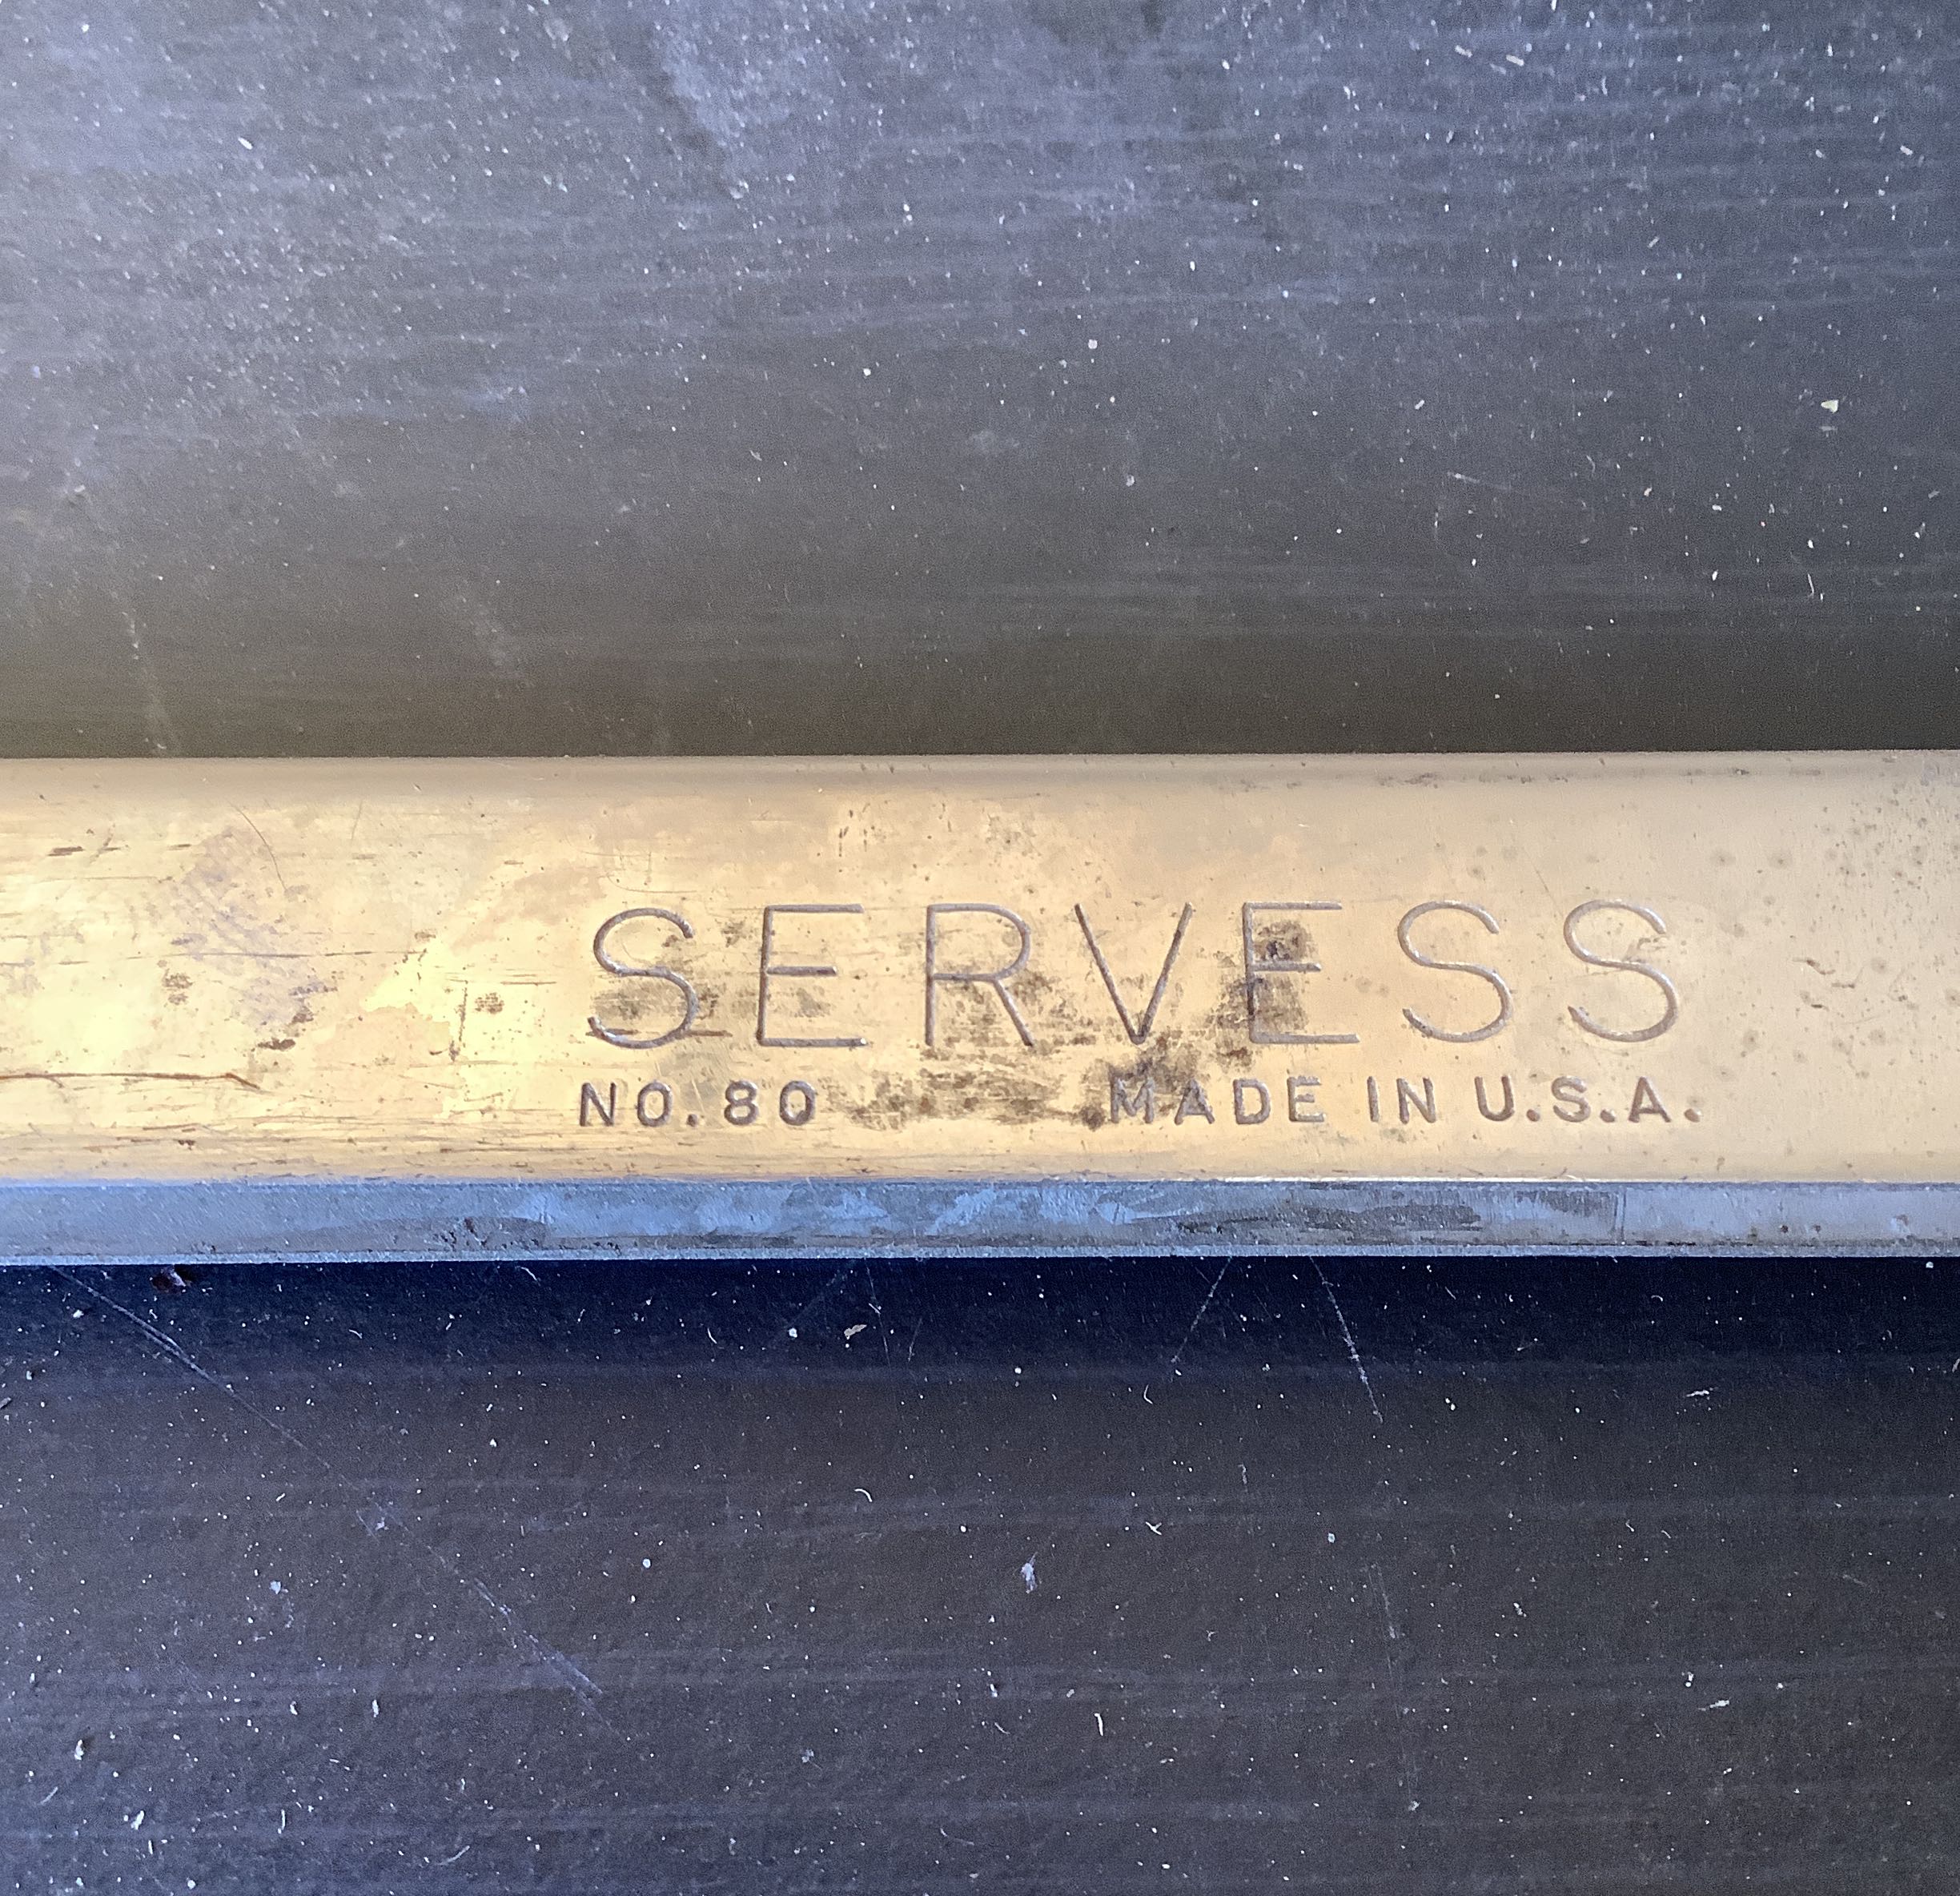 SERVESS
NO. 80 MADE IN U.S.A.